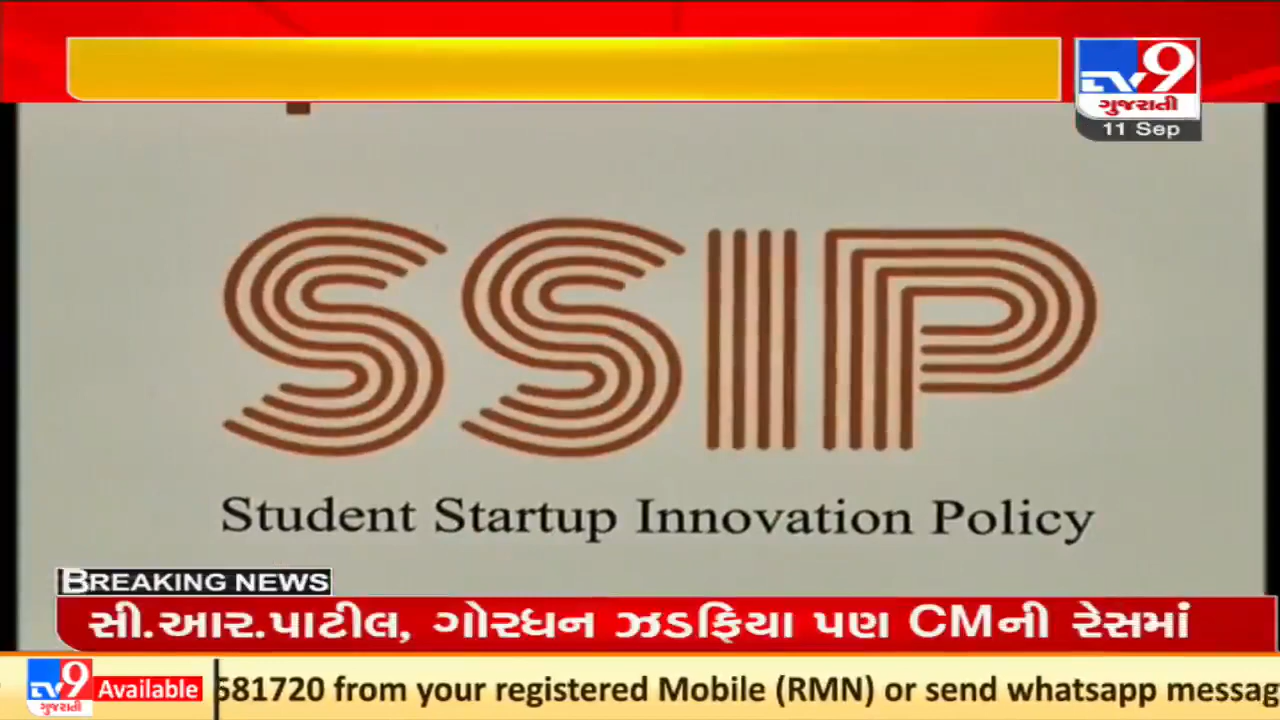 TV9
ગુજરાતી
11 Sep
SSIP
Student Startup Innovation Policy
BREAKING NEWS
સી.આર.પાટીલ, ગોરધન ઝડફિયા પણ CMની રેસમાં
TV9
ગુજરાતી
Available
581720 from your registered Mobile (RMN) or send whatsapp messag